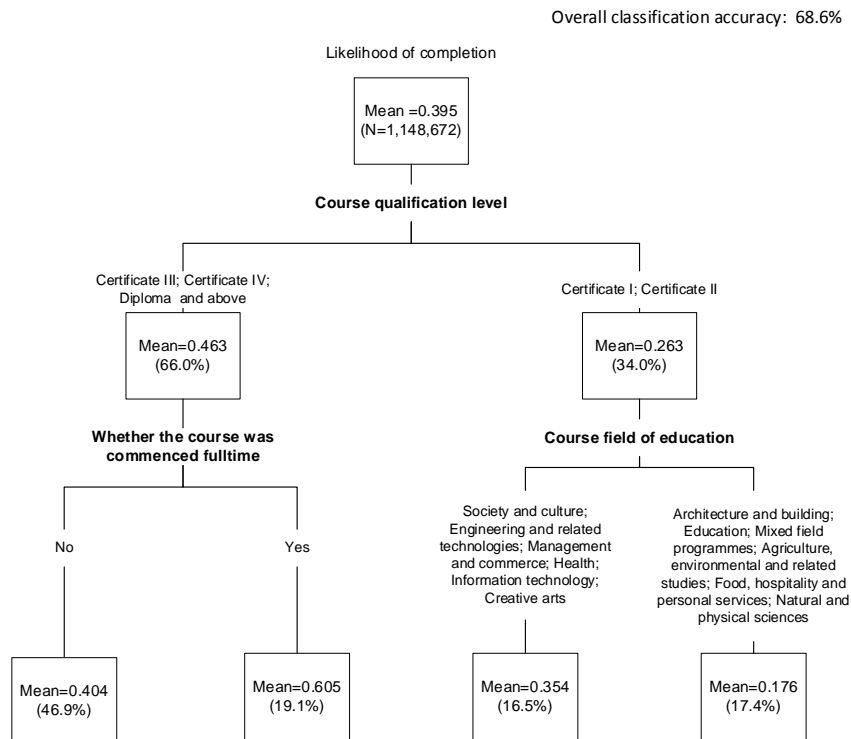 Overall classification accuracy:  68.6%
Likelihood of completion
Mean =0.395
(N=1,148,672)
Course qualification level
Certificate III; Certificate IV;
Diploma  and above
Certificate I; Certificate II
Mean=0.463
(66.0%)
Mean=0.263
(34.0%)
Whether the course was
commenced fulltime
Course field of education
No
Yes
Society and culture;
Engineering and related
technologies; Management
and commerce; Health;
Information technology;
Creative arts
Architecture and building;
Education; Mixed field
programmes; Agriculture,
environmental and related
studies; Food, hospitality and
personal services; Natural and
physical sciences
Mean=0.404
(46.9%)
Mean=0.605
(19.1%)
Mean=0.354
(16.5%)
Mean=0.176
(17.4%)